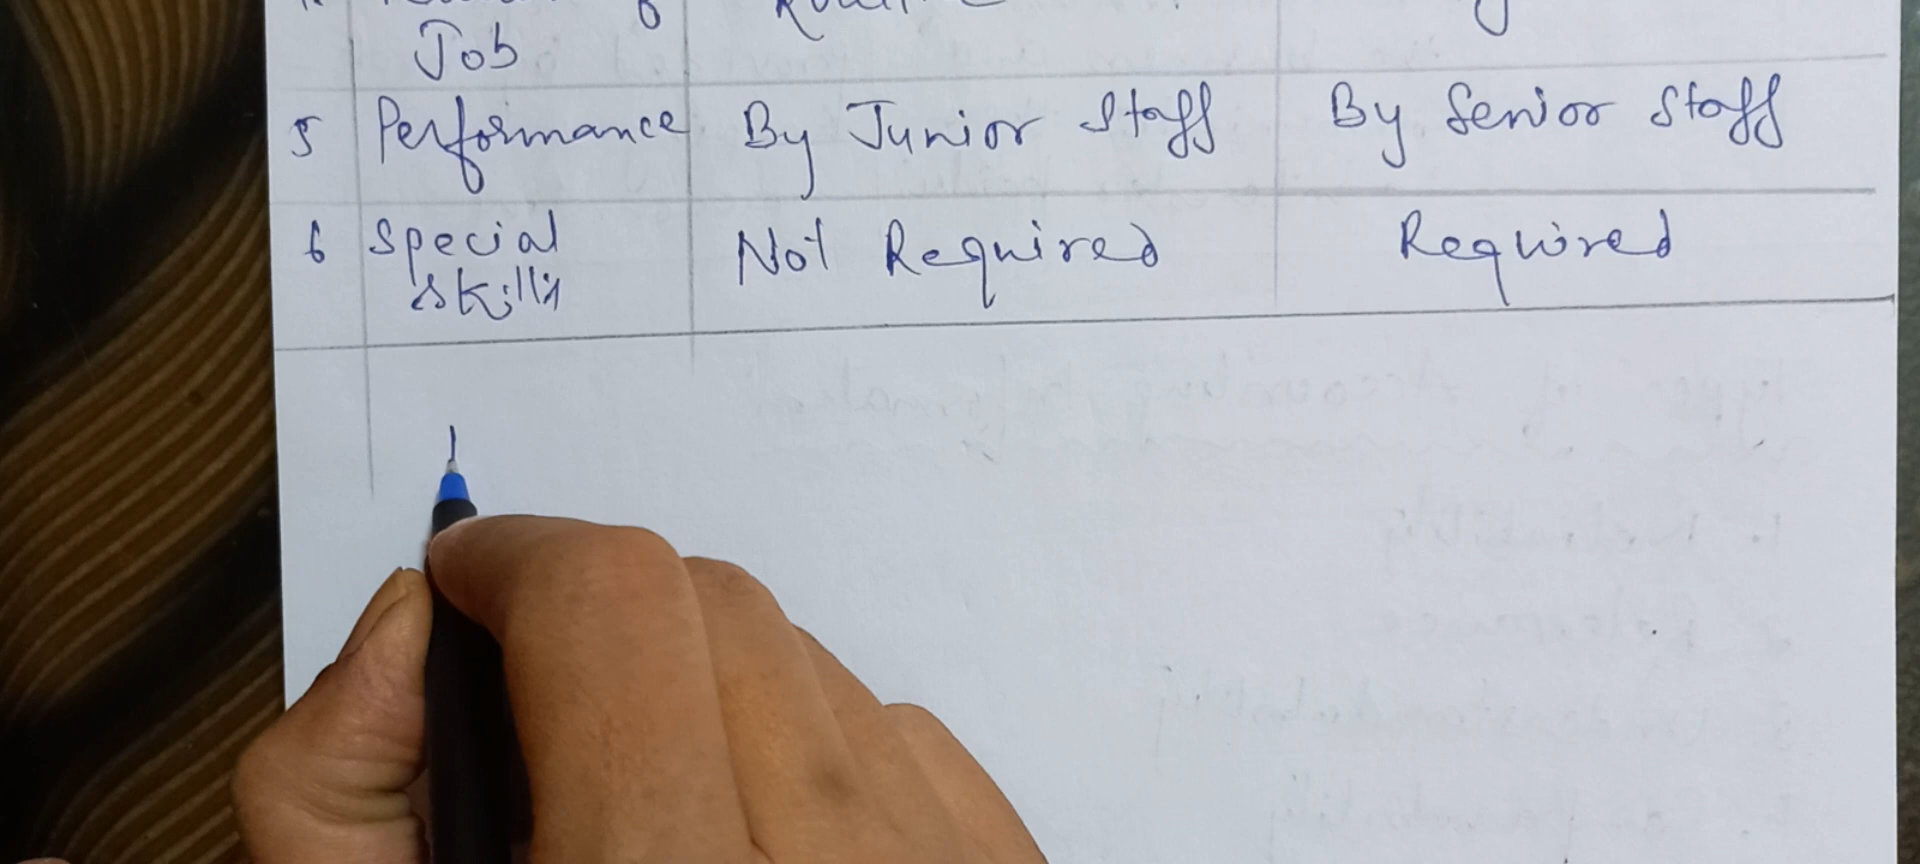 Job
5 Performance By Junior Staff By Senior Staff
6 Special Not Required Required
skills